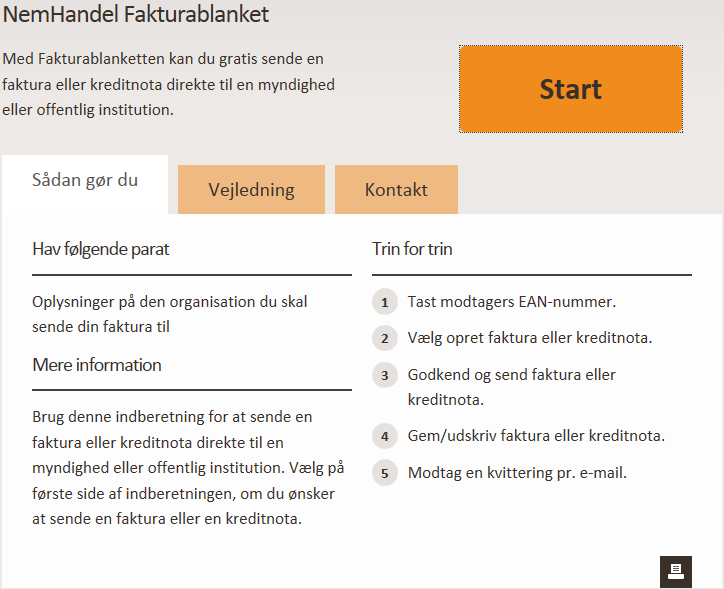 NemHandel Fakturablanket
Med Fakturablanketten kan du gratis sende en
faktura eller kreditnota direkte til en myndighed
eller offentlig institution.
Start
Sådan gør du
Vejledning
Kontakt
Hav følgende parat
Oplysninger på den organisation du skal
sende din faktura til
Mere information
Brug denne indberetning for at sende en
faktura eller kreditnota direkte til en
myndighed eller offentlig institution. Vælg på
første side af indberetningen, om du ønsker
at sende en faktura eller en kreditnota.
Trin for trin
1 Tast modtagers EAN-nummer.
2 Vælg opret faktura eller kreditnota.
3 Godkend og send faktura eller
kreditnota.
4 Gem/udskriv faktura eller kreditnota.
5 Modtag en kvittering pr. e-mail.